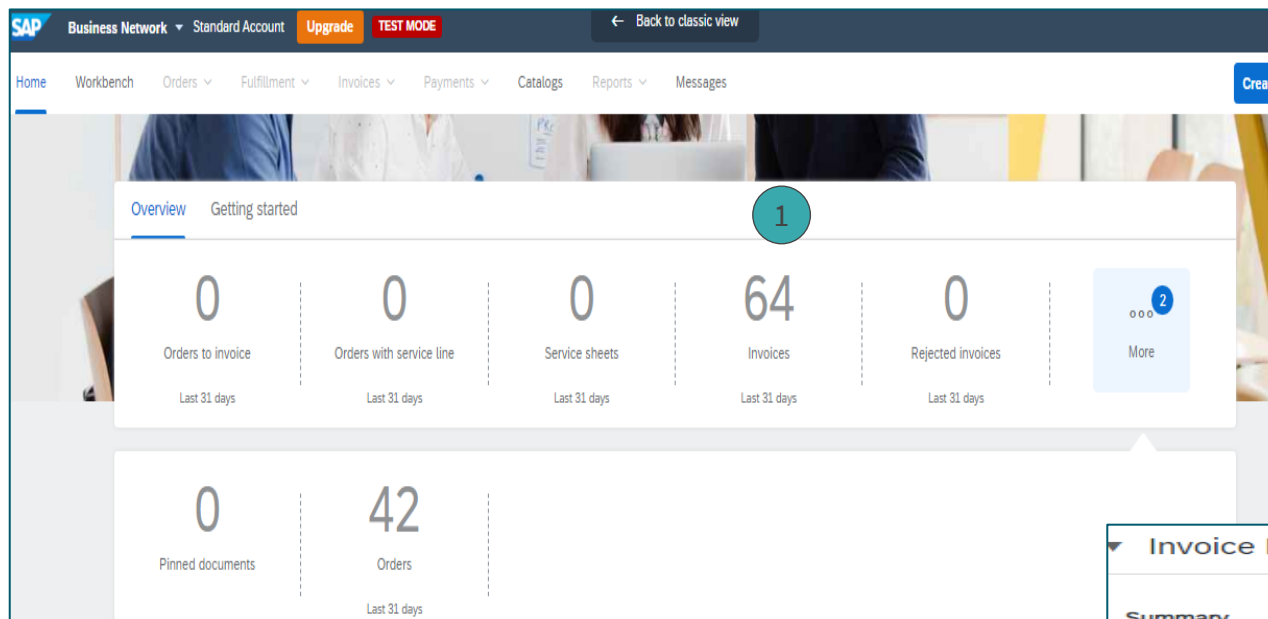 SAP Business Network Standard Account Upgrade TEST MODE ← Back to classic view
Home Workbench Orders Fulfillment Invoices Payments Catalogs Reports Messages
Overview Getting started 1
0 0 0 64 0 2
Orders to invoice Orders with service line Service sheets Invoices Rejected invoices More
Last 31 days Last 31 days Last 31 days Last 31 days Last 31 days
0 42
Pinned documents Orders
Last 31 days
Invoice
Summary